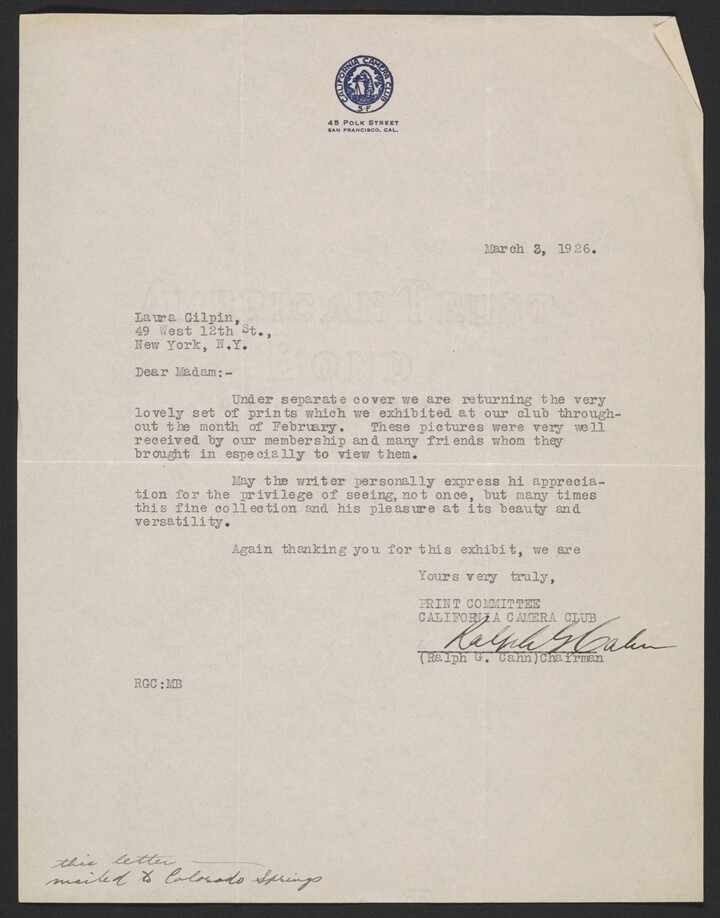 CALIFORNIA CAMERA CLUB
S-F
45 POLK STREET
SAN FRANCISCO, CAL.
March 3, 1926.
AMERICAN TRUST
BOND
Laura Gilpin,
49 West 12th St.,
New York, N.Y.
Dear Madam:-
Under separate cover we are returning the very
lovely set of prints which we exhibited at our club through-
out the month of February. These pictures were very well
received by our membership and many friends whom they
brought in especially to view them.
May the writer personally express hi apprecia-
tion for the privilege of seeing, not once, but many times
this fine collection and his pleasure at its beauty and
versatility.
Again thanking you for this exhibit, we are
Yours very truly,
PRINT COMMITTEE
CALIFORNIA CAMERA CLUB
Ralph G Cahn
(Ralph G. Cahn)Chairman
RGC:MB
this letter —
mailed to Colorado Springs